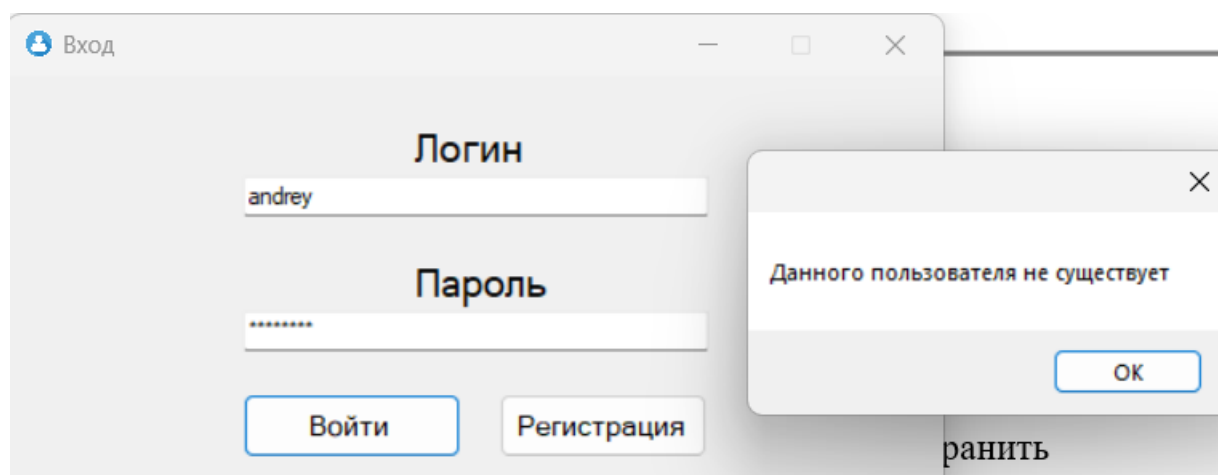 Вход
Логин
andrey
Пароль
********
Данного пользователя не существует
OK
Войти
Регистрация
ранить